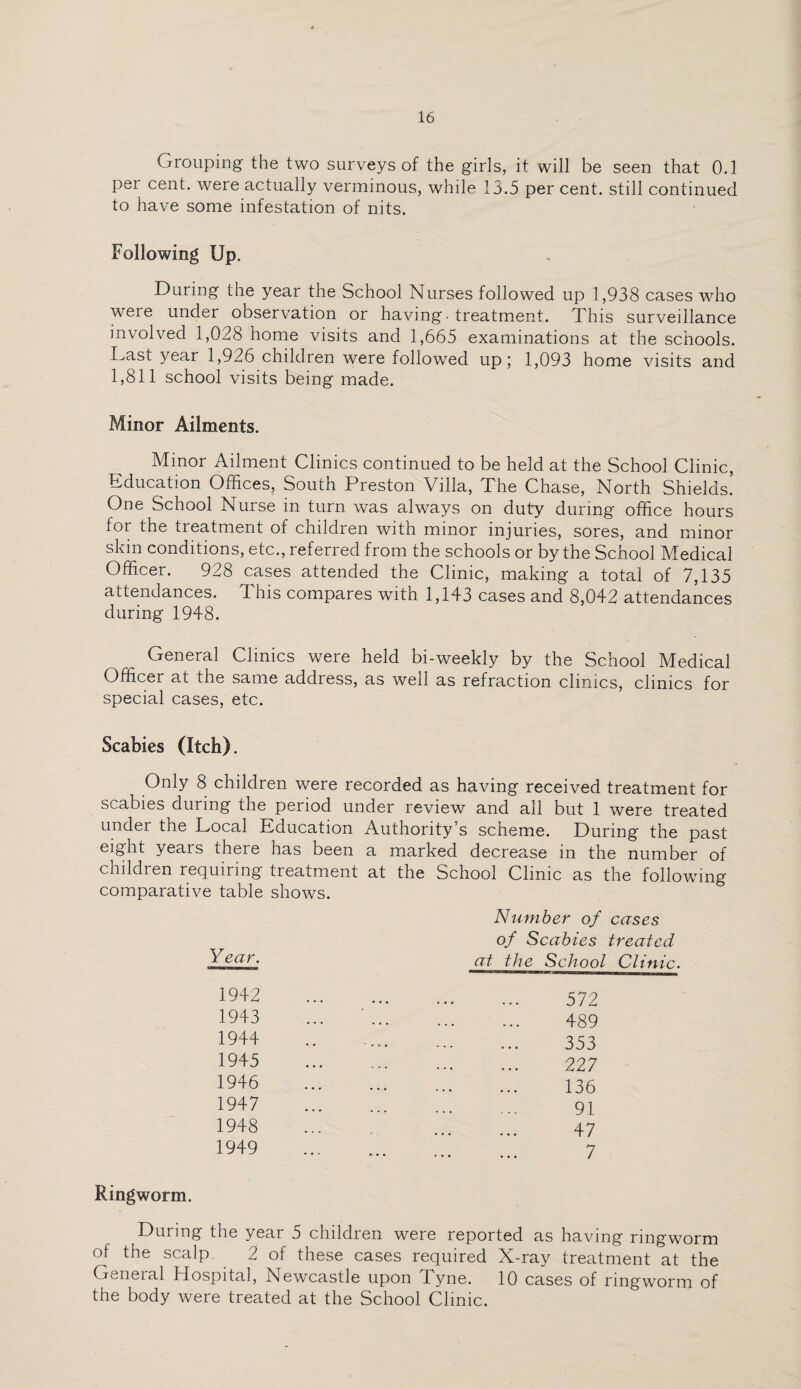 16
Grouping the two surveys of the girls, it will be seen that 0.1
per cent. were actually verminous, while 13.5 per cent. still continued
to have some infestation of nits.
Following Up.
During the year the School Nurses followed up 1,938 cases who
were under observation or having treatment. This surveillance
involved 1,028 home visits and 1,665 examinations at the schools.
Last year 1,926 children were followed up; 1,093 home visits and
1,811 school visits being made.
Minor Ailments.
Minor Ailment Clinics continued to be held at the School Clinic,
Education Offices, South Preston Villa, The Chase, North Shields.
One School Nurse in turn was always on duty during office hours
for the treatment of children with minor injuries, sores, and minor
skin conditions, etc., referred from the schools or by the School Medical
Officer. 928 cases attended the Clinic, making a total of 7,135
attendances. This compares with 1,143 cases and 8,042 attendances
during 1948.
General Clinics were held bi-weekly by the School Medical
Officer at the same address, as well as refraction clinics, clinics for
special cases, etc.
Scabies (Itch).
Only 8 children were recorded as having received treatment for
scabies during the period under review and all but 1 were treated
under the Local Education Authority's scheme. During the past
eight years there has been a marked decrease in the number of
children requiring treatment at the School Clinic as the following
comparative table shows.
Number of cases
of Scabies treated
Year. at the School Clinic.
1942 ... ... ... ... 572
1943 ... ... ... ... 489
1944 ... ... ... ... 353
1945 ... ... ... ... 227
1946 ... ... ... ... 136
1947 ... ... ... ... 91
1948 ... ... ... 47
1949 ... ... ... ... 7
Ringworm.
During the year 5 children were reported as having ringworm
of the scalp. 2 of these cases required X-ray treatment at the
General Hospital, Newcastle upon Tyne. 10 cases of ringworm of
the body were treated at the School Clinic.